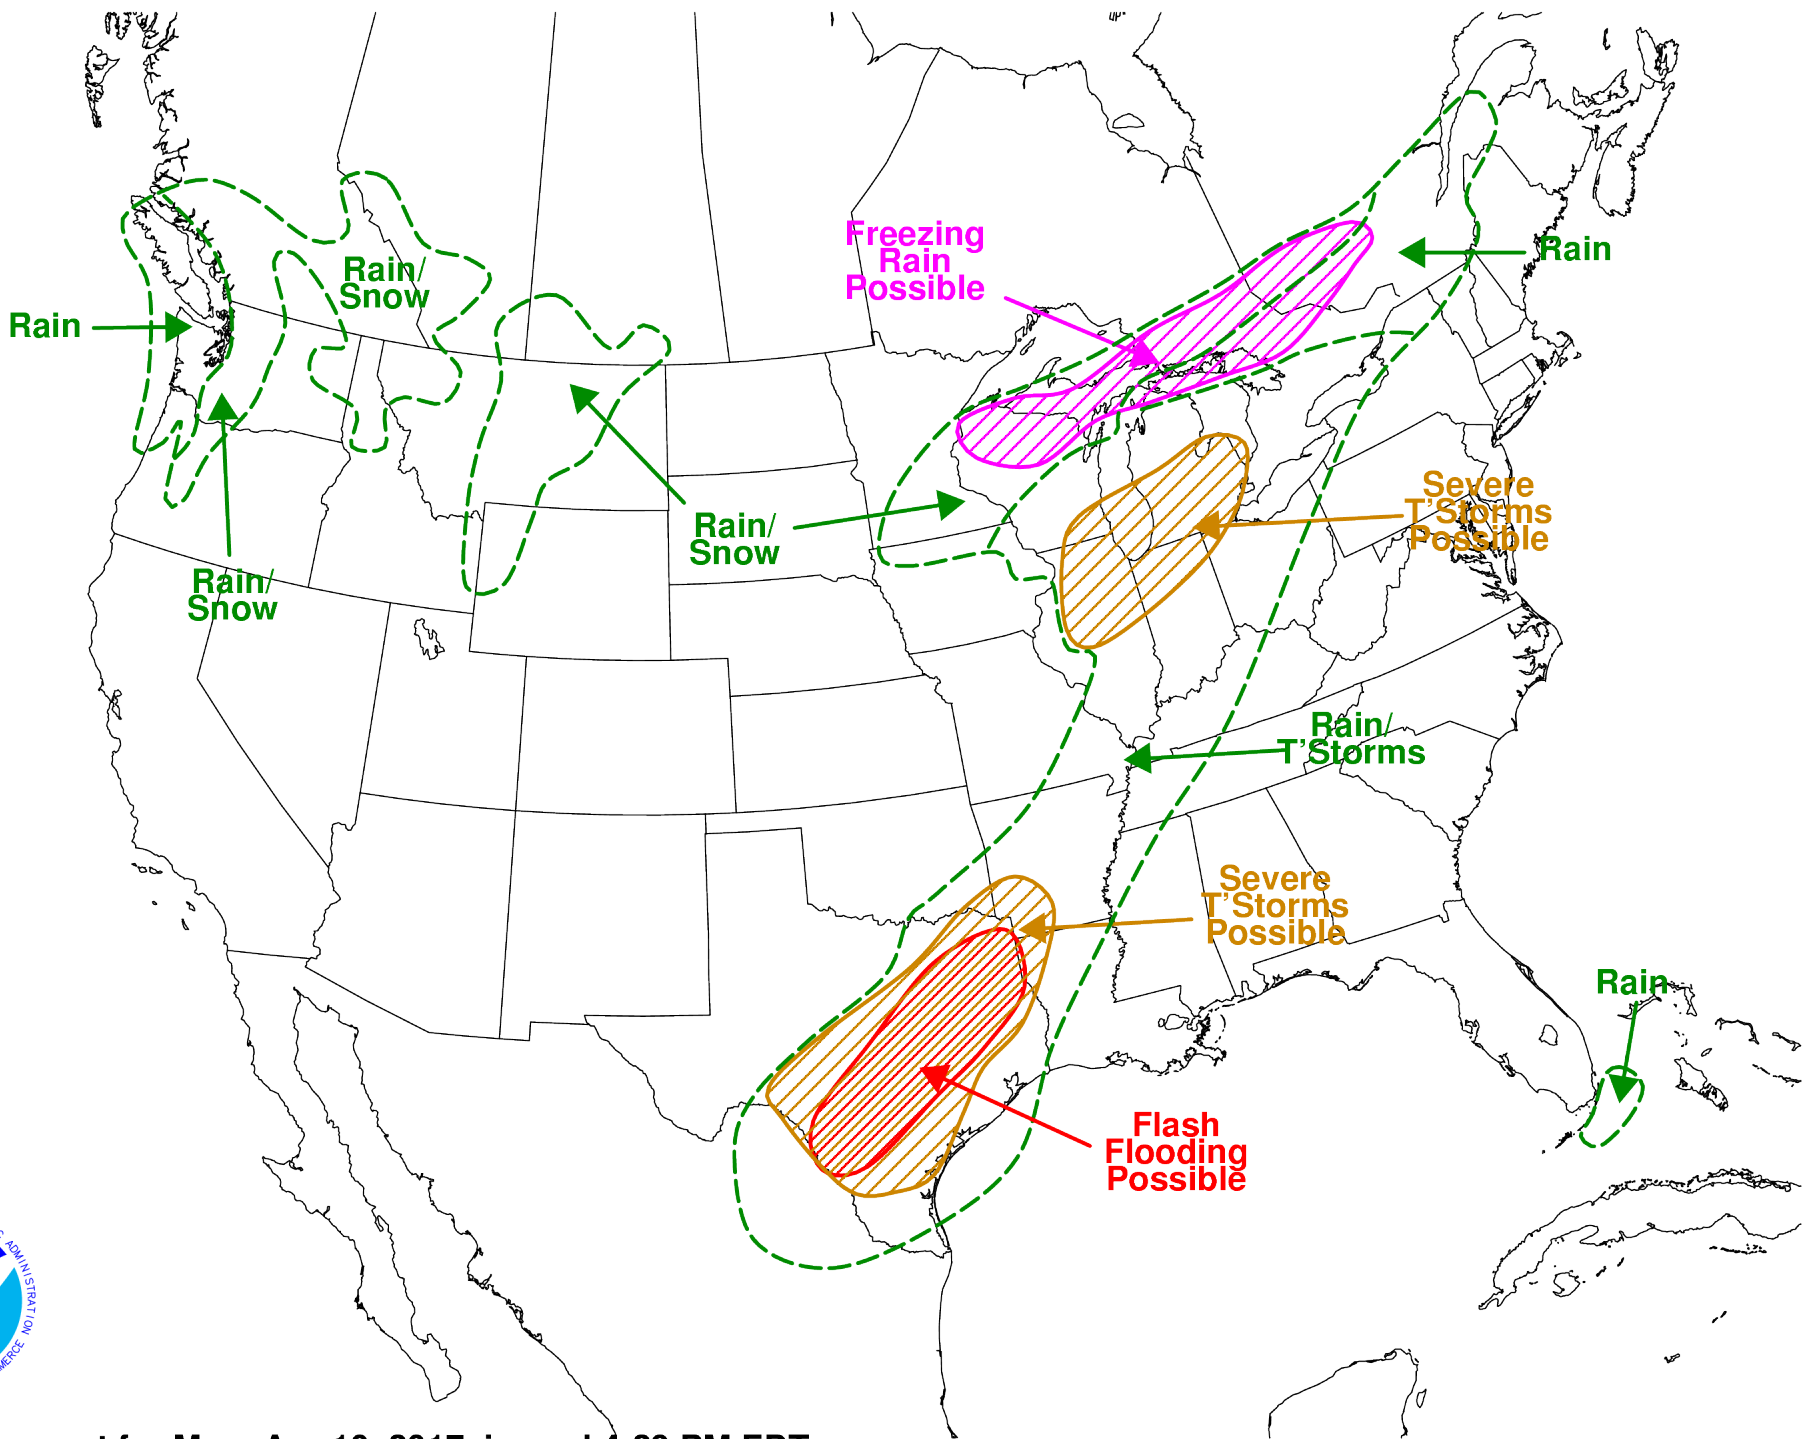 Freezing
Rain
Possible
Rain
Rain/
Snow
Rain
Severe
T'Storms
Possible
Rain/
Snow
Rain/
Snow
Rain/
T'Storms
Severe
T'Storms
Possible
Rain
Flash
Flooding
Possible
ADMINISTRATION